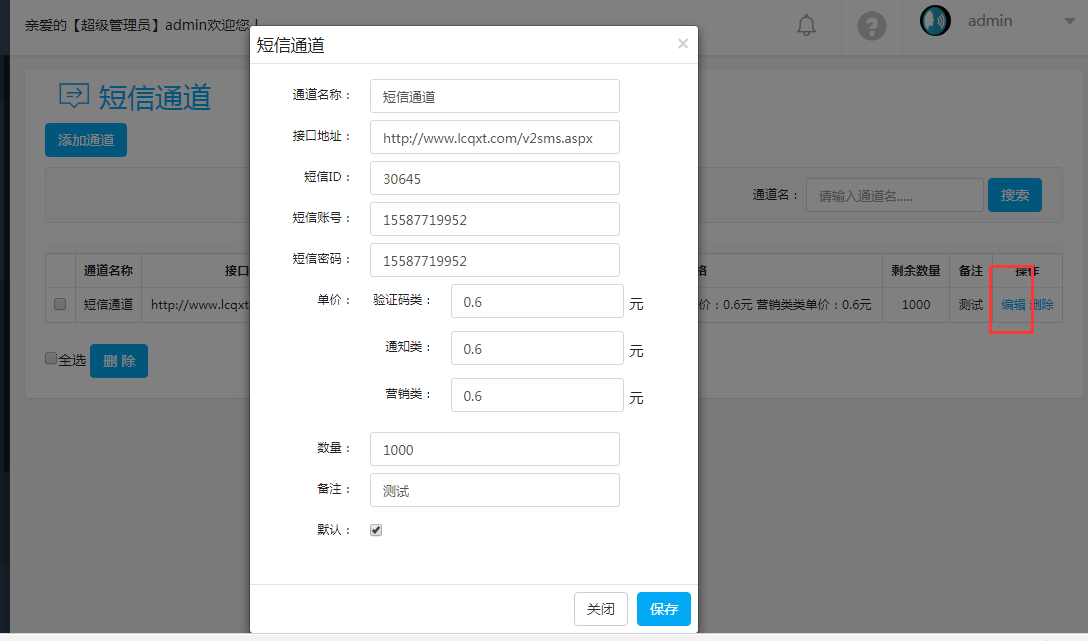 亲爱的【超级管理员】admin欢迎您！
admin
短信通道
添加通道
通道名：
请输入通道名.....
搜索
通道名称 接口
格 剩余数量 备注 操作
短信通道 http://www.lcqxt
价：0.6元 营销类类单价：0.6元 1000 测试 编辑 删除
全选 删 除
短信通道 ×
通道名称： 短信通道
接口地址： http://www.lcqxt.com/v2sms.aspx
短信ID： 30645
短信账号： 15587719952
短信密码： 15587719952
单价： 验证码类： 0.6 元
通知类： 0.6 元
营销类： 0.6 元
数量： 1000
备注： 测试
默认：
关闭 保存